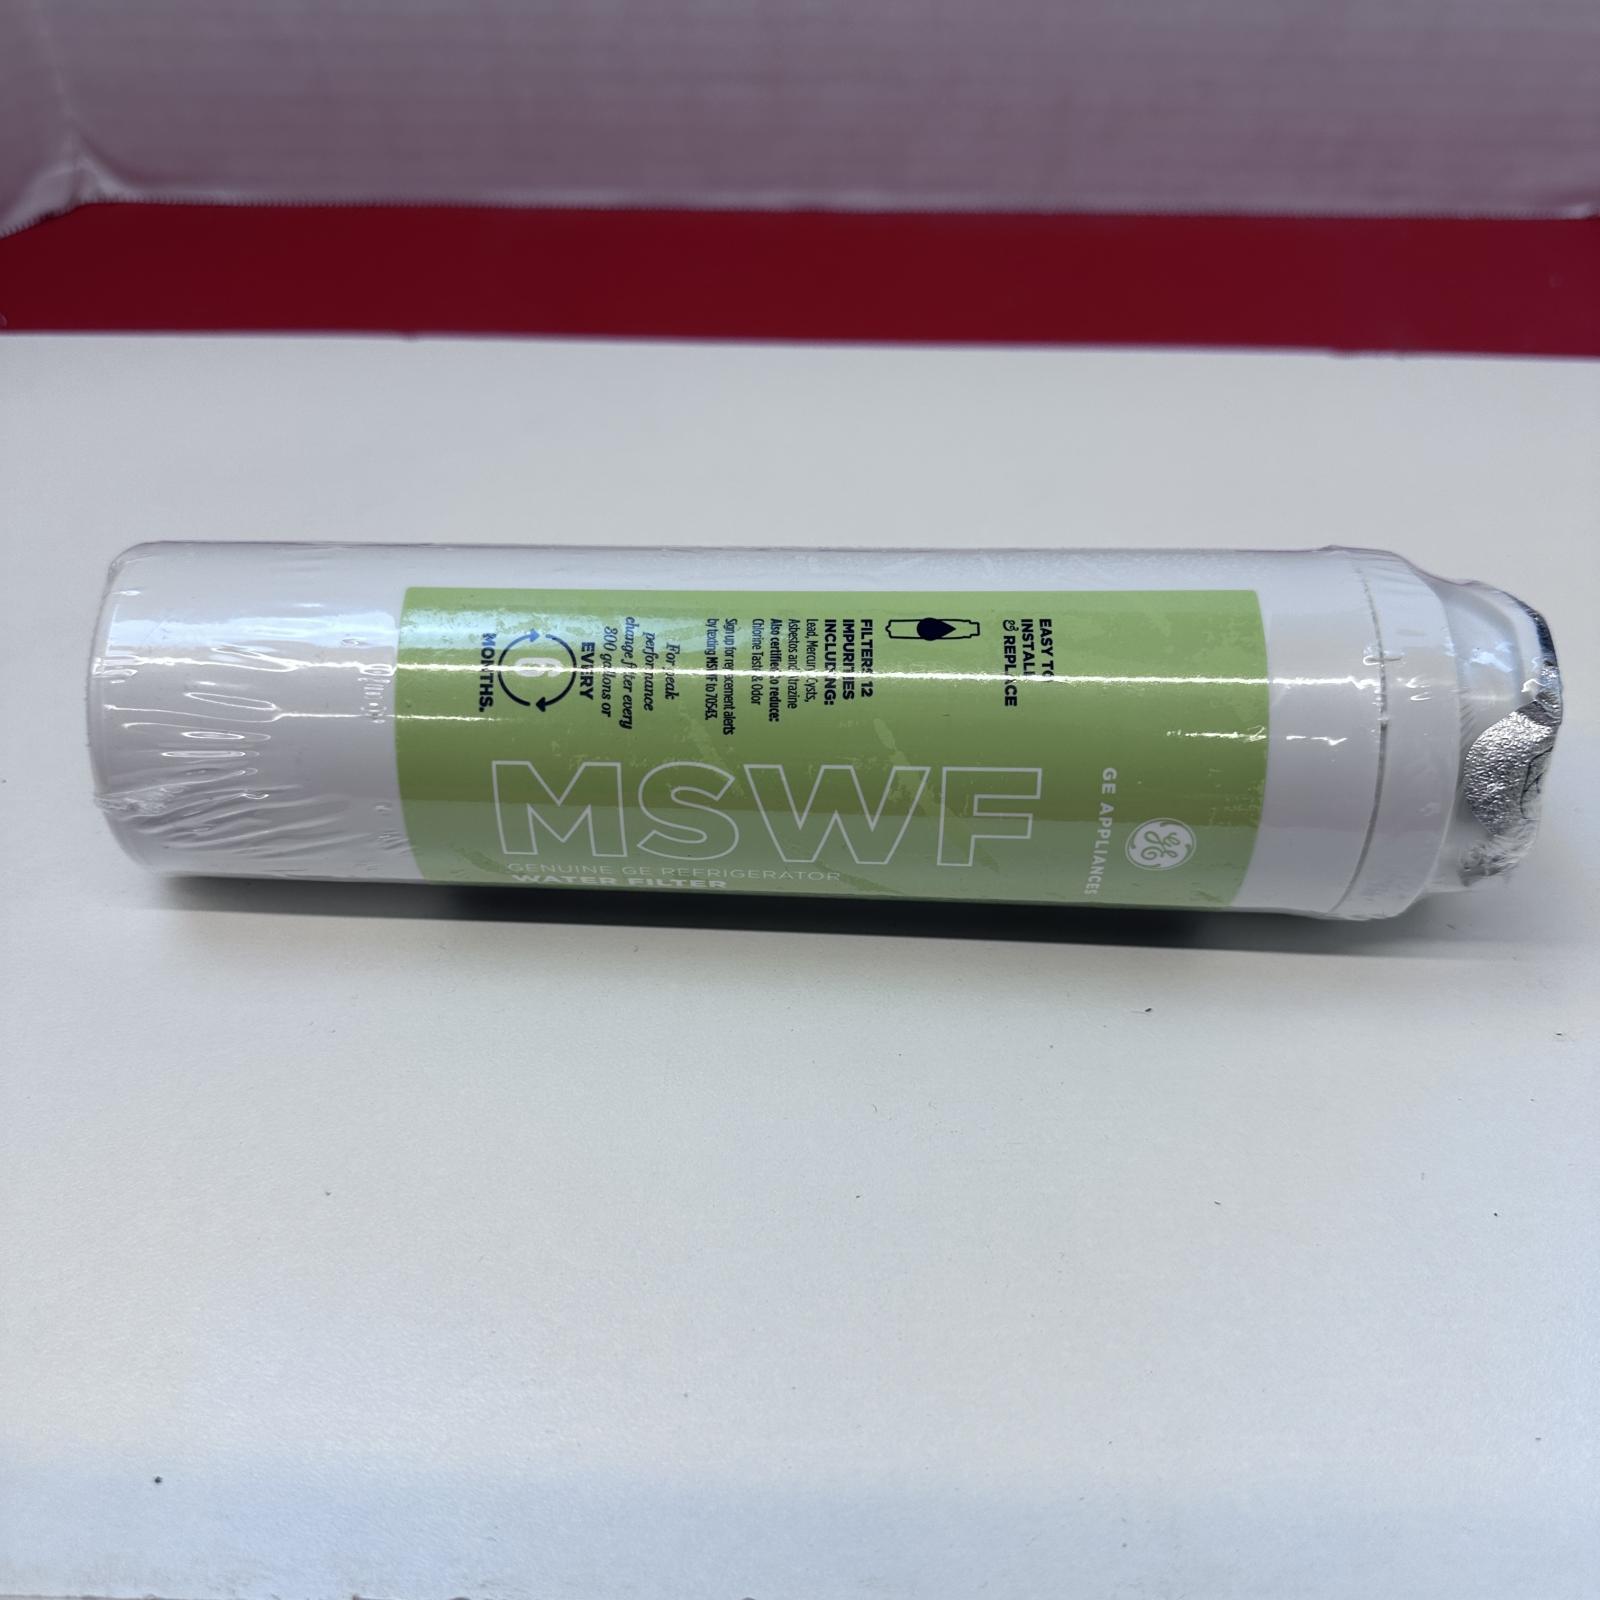 GE APPLIANCES
MSWF
GENUINE GE REFRIGERATOR
WATER FILTER
EASY TO
INSTALL
& REPLACE
FILTERS 12
IMPURITIES
INCLUDING:
Lead, Mercury, Cysts,
Asbestos and Atrazine
Also certified to reduce:
Chlorine Taste & Odor
Sign up for replacement alerts
by texting MSWF to 70543.
For peak
performance
change filter every
300 gallons or
EVERY
6
MONTHS.